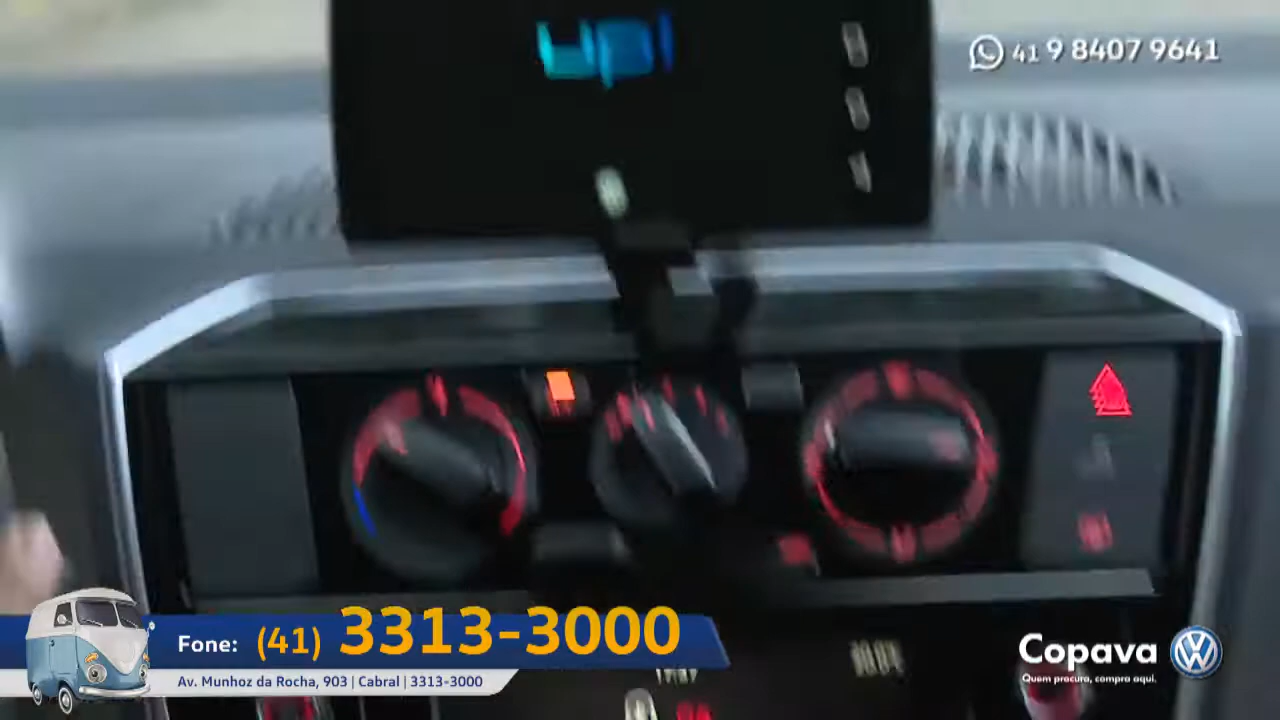 41 9 8407 9641
Fone: (41) 3313-3000
Av. Munhoz da Rocha, 903 | Cabral | 3313-3000
Copava
Quem procura, compra aqui.